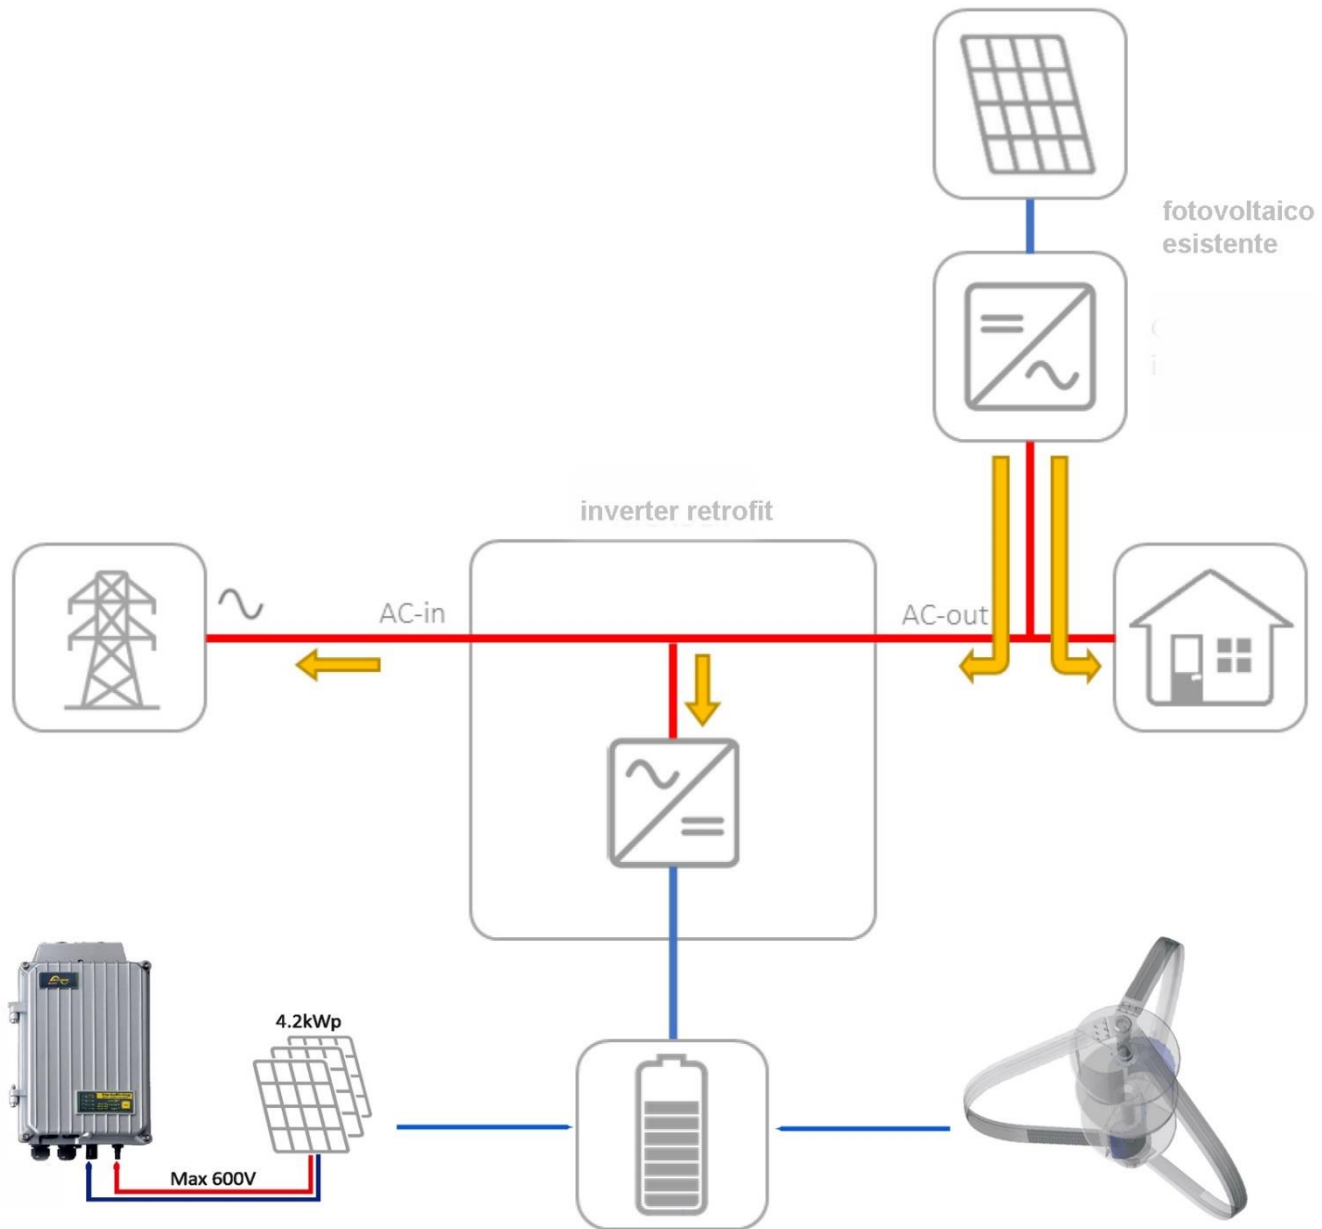 fotovoltaico
esistente
inverter retrofit
AC-in
AC-out
4.2kWp
Max 600V